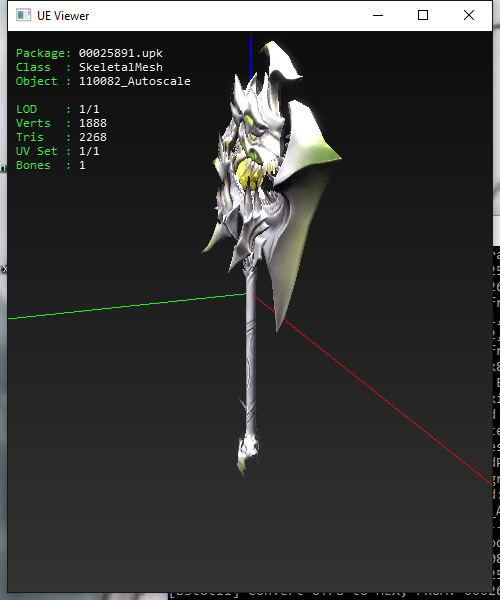 UE Viewer
Package: 00025891.upk
Class : SkeletalMesh
Object : 110082_Autoscale
LOD : 1/1
Verts : 1888
Tris : 2268
UV Set : 1/1
Bones : 1